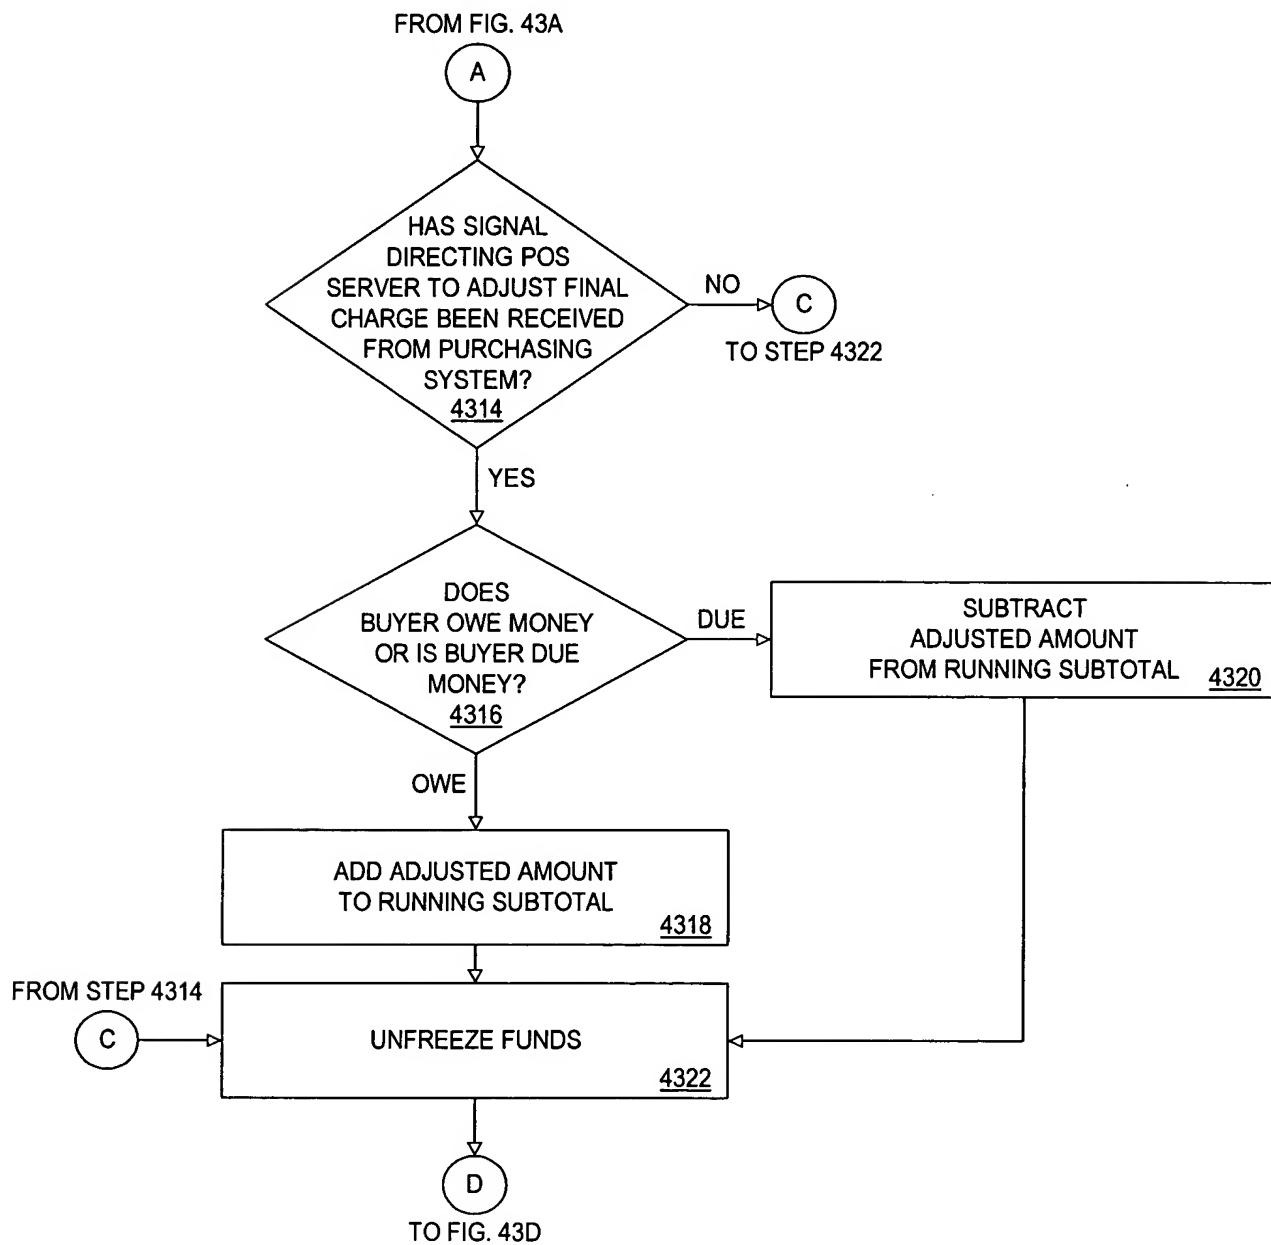 FROM FIG. 43A
A
HAS SIGNAL
DIRECTING POS
SERVER TO ADJUST FINAL
CHARGE BEEN RECEIVED
FROM PURCHASING
SYSTEM?
4314
NO
C
TO STEP 4322
YES
DOES
BUYER OWE MONEY
OR IS BUYER DUE
MONEY?
4316
DUE
SUBTRACT
ADJUSTED AMOUNT
FROM RUNNING SUBTOTAL
4320
OWE
ADD ADJUSTED AMOUNT
TO RUNNING SUBTOTAL
4318
FROM STEP 4314
C
UNFREEZE FUNDS
4322
D
TO FIG. 43D